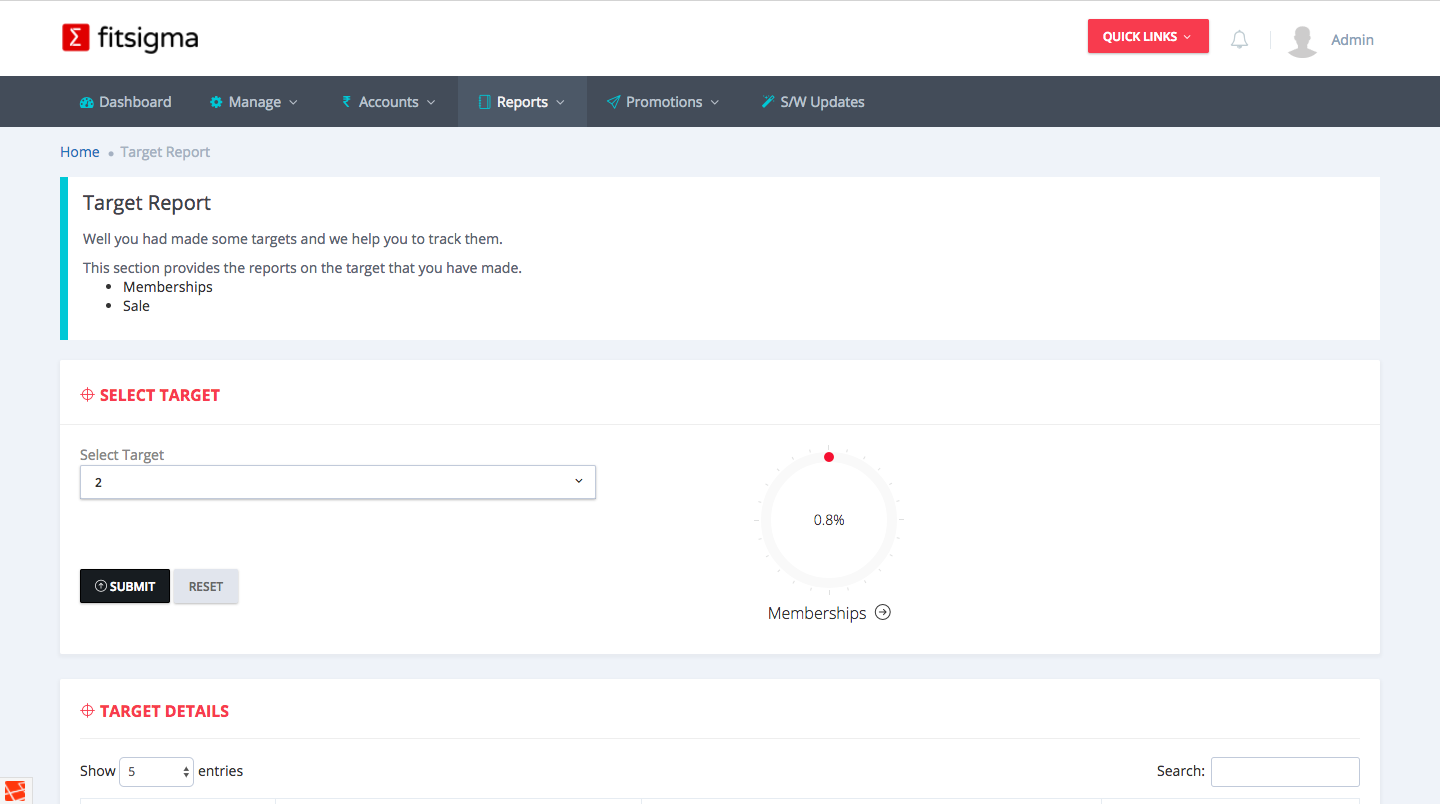 Σ fitsigma
QUICK LINKS
Admin
Dashboard Manage ₹ Accounts Reports Promotions S/W Updates
Home • Target Report
Target Report
Well you had made some targets and we help you to track them.
This section provides the reports on the target that you have made.
• Memberships
• Sale
SELECT TARGET
Select Target
2
0.8%
SUBMIT RESET
Memberships
TARGET DETAILS
Show 5 entries Search: